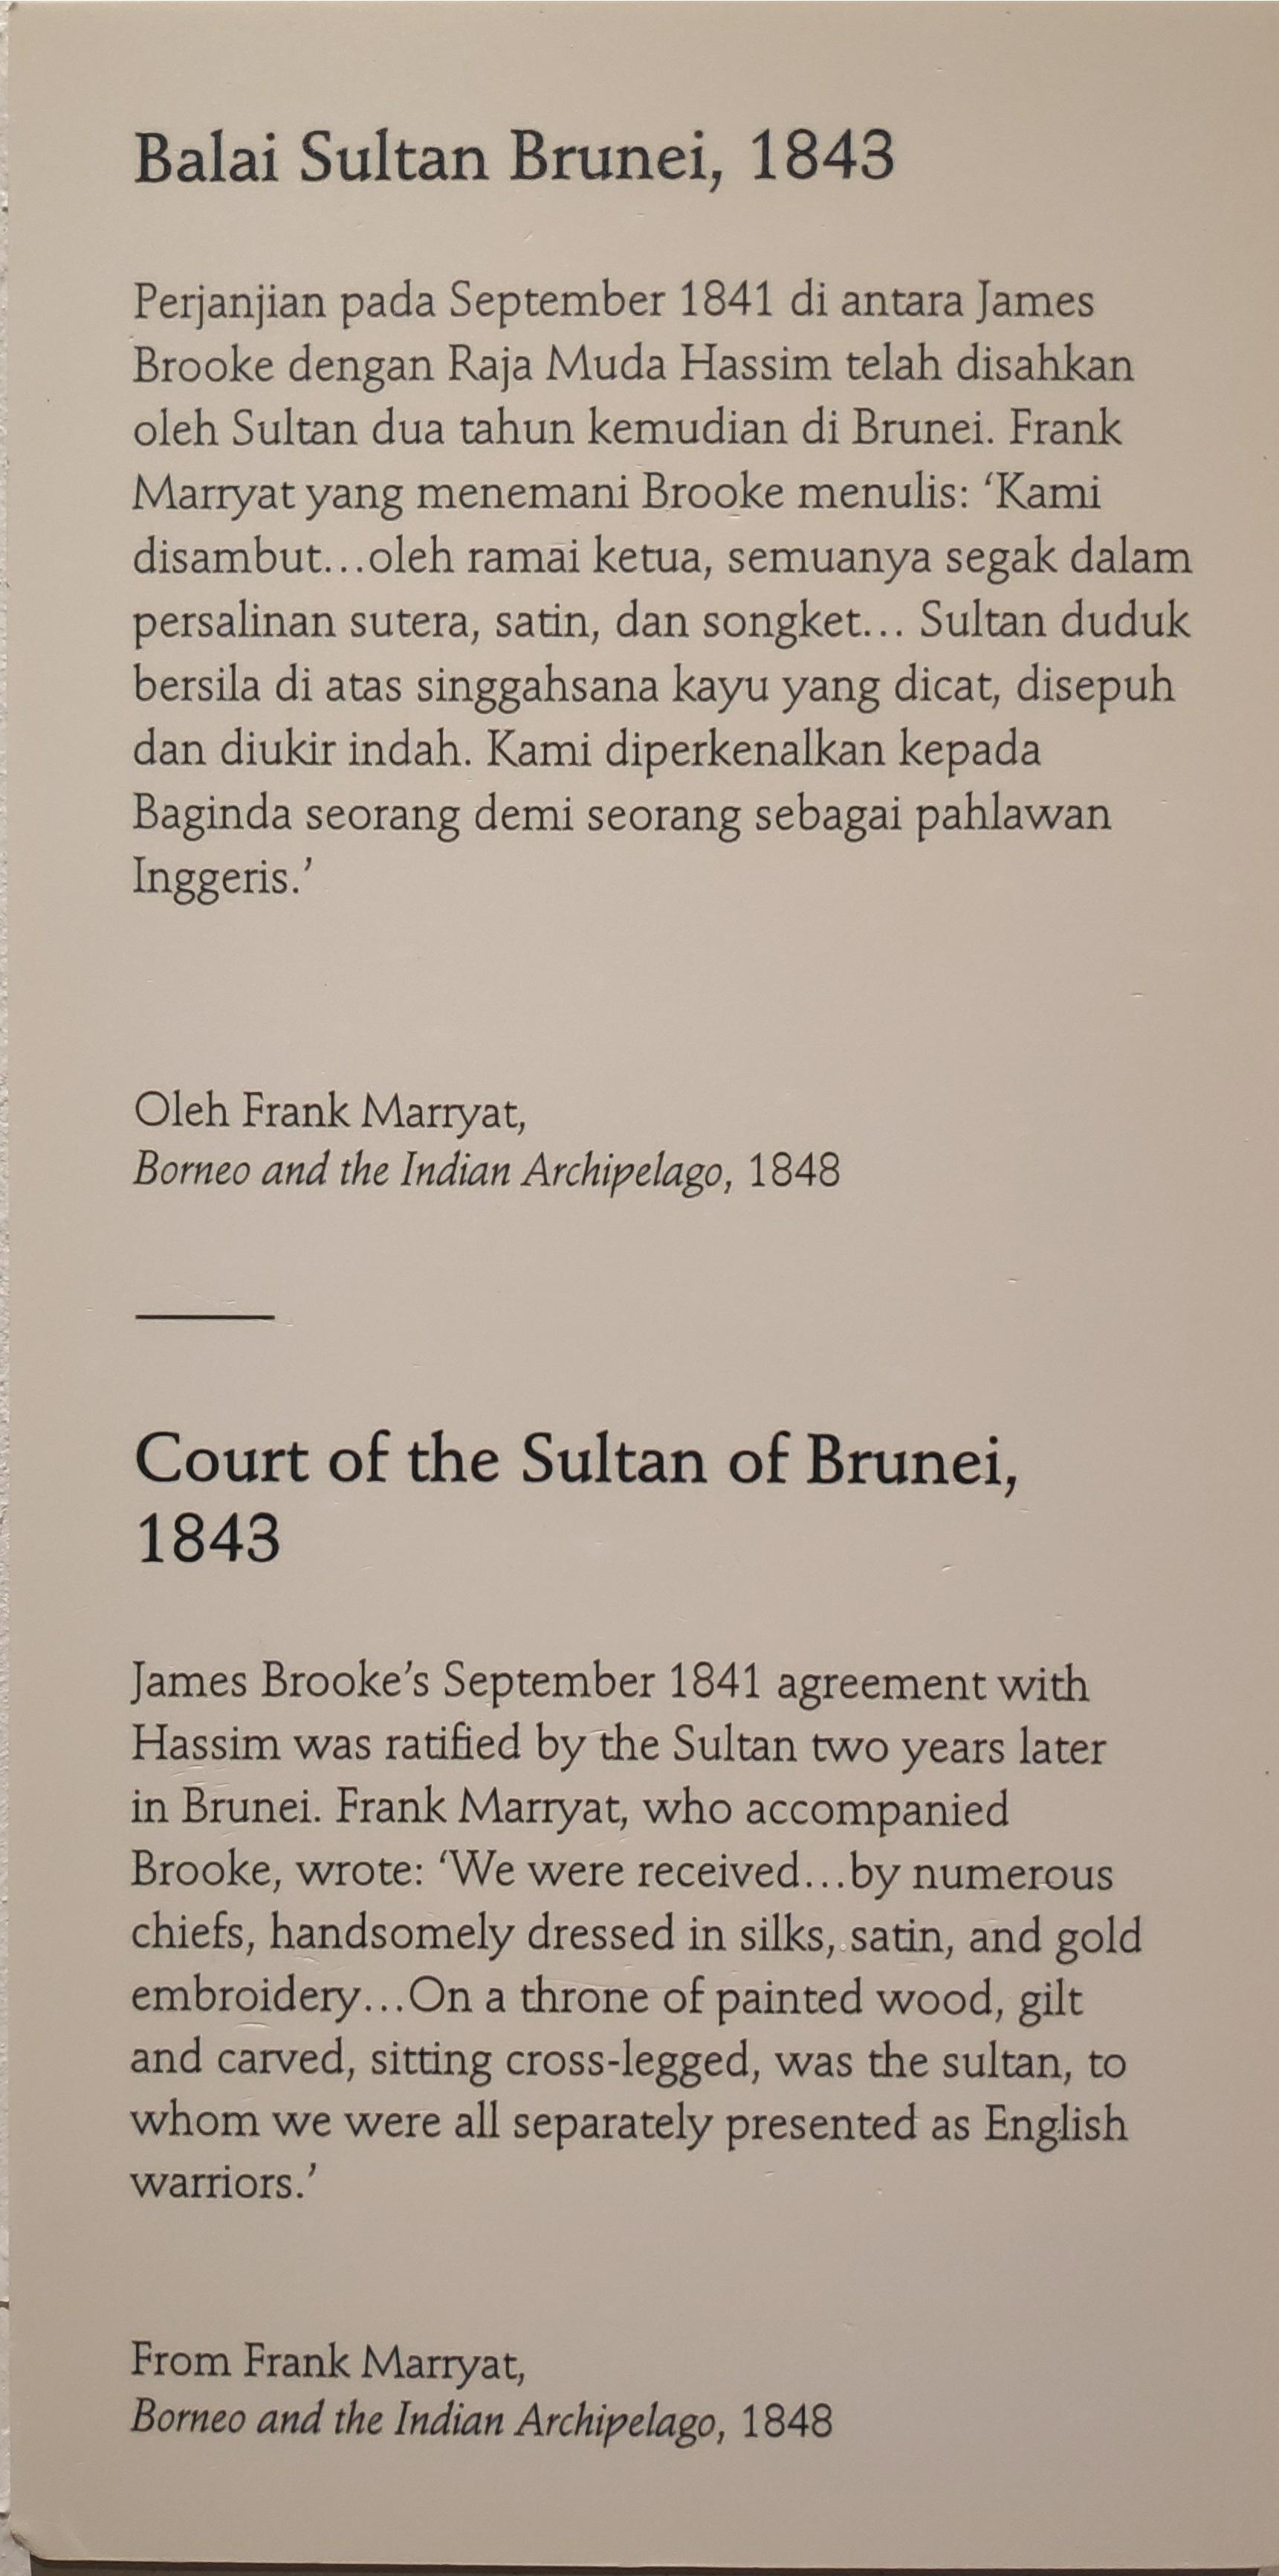 Balai Sultan Brunei, 1843
Perjanjian pada September 1841 di antara James
Brooke dengan Raja Muda Hassim telah disahkan
oleh Sultan dua tahun kemudian di Brunei. Frank
Marryat yang menemani Brooke menulis: ‘Kami
disambut...oleh ramai ketua, semuanya segak dalam
persalinan sutera, satin, dan songket... Sultan duduk
bersila di atas singgahsana kayu yang dicat, disepuh
dan diukir indah. Kami diperkenalkan kepada
Baginda seorang demi seorang sebagai pahlawan
Inggeris.’
Oleh Frank Marryat,
Borneo and the Indian Archipelago, 1848
Court of the Sultan of Brunei,
1843
James Brooke’s September 1841 agreement with
Hassim was ratified by the Sultan two years later
in Brunei. Frank Marryat, who accompanied
Brooke, wrote: ‘We were received...by numerous
chiefs, handsomely dressed in silks, satin, and gold
embroidery...On a throne of painted wood, gilt
and carved, sitting cross-legged, was the sultan, to
whom we were all separately presented as English
warriors.’
From Frank Marryat,
Borneo and the Indian Archipelago, 1848